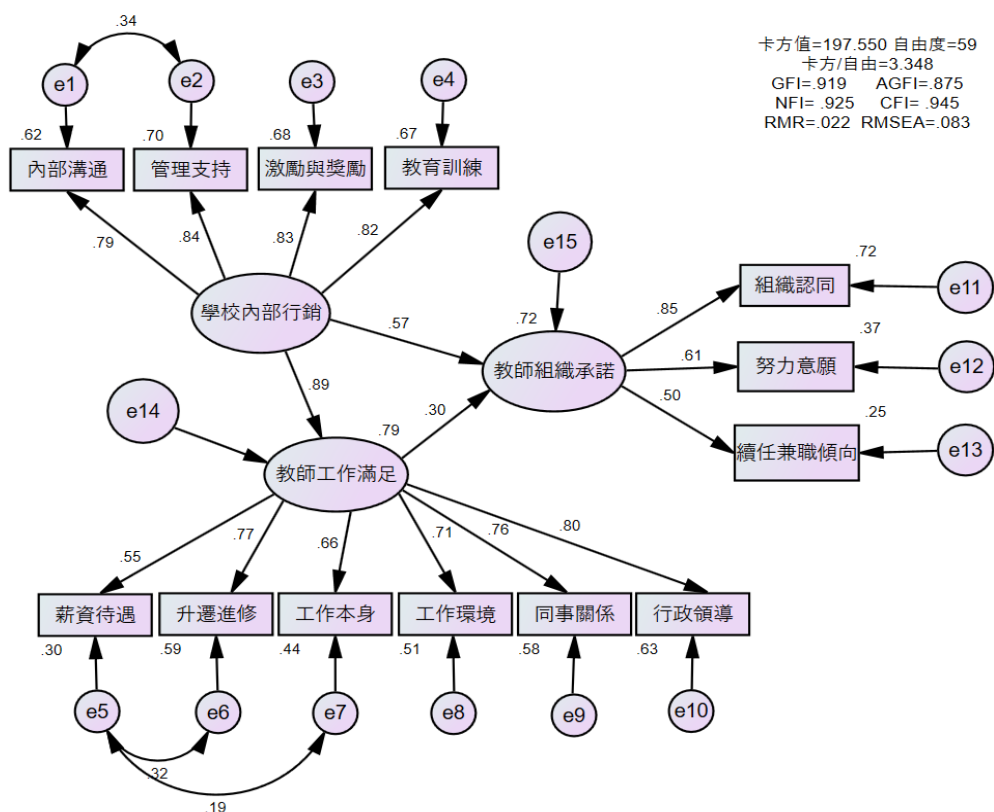 .34
卡方值=197.550 自由度=59
卡方/自由=3.348
GFI=.919 AGFI=.875
NFI= .925 CFI= .945
RMR=.022 RMSEA=.083
e1
e2
e3
e4
.62
.70
.68
.67
內部溝通
管理支持
激勵與獎勵
教育訓練
.79
.84
.83
.82
e15
.72
組織認同
e11
學校內部行銷
.57
.72
.85
.37
教師組織承諾
.61
努力意願
e12
.89
.30
.50
.25
e14
.79
續任兼職傾向
e13
教師工作滿足
.55
.77
.66
.71
.76
.80
薪資待遇
升遷進修
工作本身
工作環境
同事關係
行政領導
.30
.59
.44
.51
.58
.63
e5
e6
e7
e8
e9
e10
.32
.19